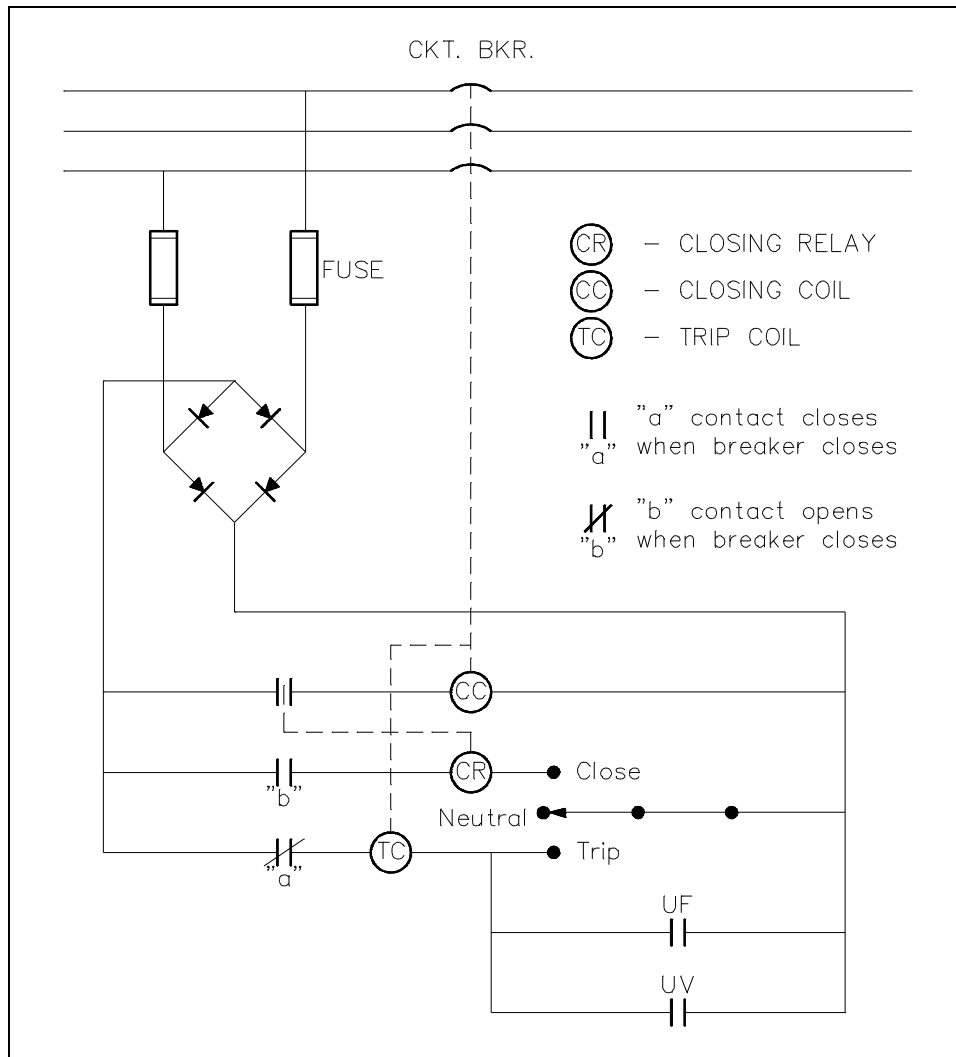 CKT. BKR.
FUSE
CR – CLOSING RELAY
CC – CLOSING COIL
TC – TRIP COIL
"a" contact closes
"a" when breaker closes
"b" contact opens
"b" when breaker closes
CC
CR
Close
"b"
Neutral
TC
Trip
"a"
UF
UV